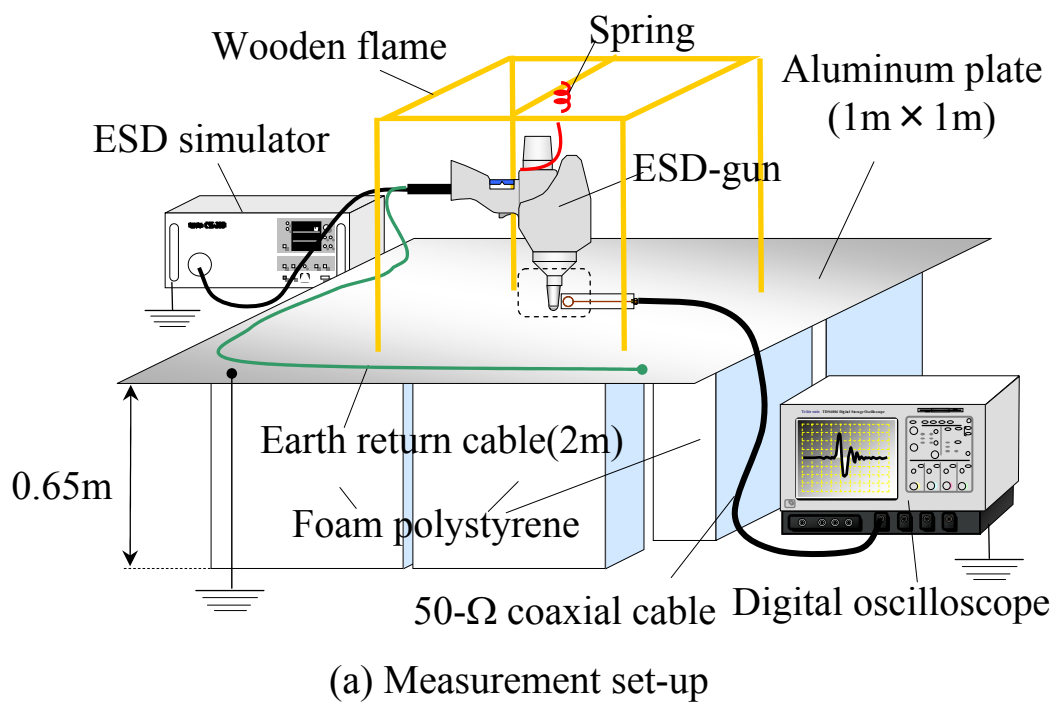 Wooden flame
Spring
Aluminum plate
(1m × 1m)
ESD simulator
ESD-gun
Earth return cable(2m)
0.65m
Foam polystyrene
50-Ω coaxial cable
Digital oscilloscope
(a) Measurement set-up